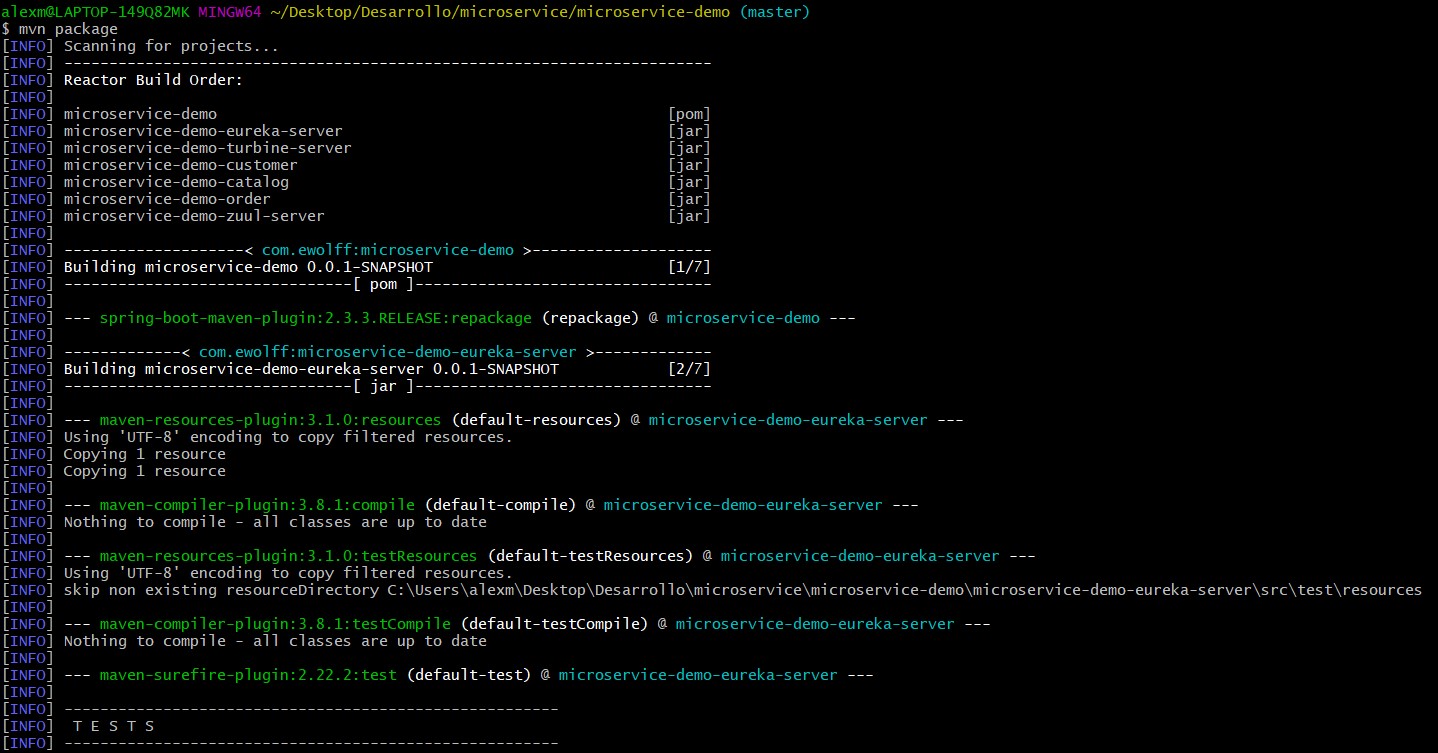 alexm@LAPTOP-149Q82MK MINGW64 ~/Desktop/Desarrollo/microservice/microservice-demo (master)
$ mvn package
[INFO] Scanning for projects...
[INFO] ------------------------------------------------------------------------
[INFO] Reactor Build Order:
[INFO]
[INFO] microservice-demo                                                  [pom]
[INFO] microservice-demo-eureka-server                                    [jar]
[INFO] microservice-demo-turbine-server                                   [jar]
[INFO] microservice-demo-customer                                         [jar]
[INFO] microservice-demo-catalog                                          [jar]
[INFO] microservice-demo-order                                            [jar]
[INFO] microservice-demo-zuul-server                                      [jar]
[INFO]
[INFO] --------------------< com.ewolff:microservice-demo >--------------------
[INFO] Building microservice-demo 0.0.1-SNAPSHOT                          [1/7]
[INFO] --------------------------------[ pom ]---------------------------------
[INFO]
[INFO] --- spring-boot-maven-plugin:2.3.3.RELEASE:repackage (repackage) @ microservice-demo ---
[INFO]
[INFO] -------------< com.ewolff:microservice-demo-eureka-server >-------------
[INFO] Building microservice-demo-eureka-server 0.0.1-SNAPSHOT            [2/7]
[INFO] --------------------------------[ jar ]---------------------------------
[INFO]
[INFO] --- maven-resources-plugin:3.1.0:resources (default-resources) @ microservice-demo-eureka-server ---
[INFO] Using 'UTF-8' encoding to copy filtered resources.
[INFO] Copying 1 resource
[INFO] Copying 1 resource
[INFO]
[INFO] --- maven-compiler-plugin:3.8.1:compile (default-compile) @ microservice-demo-eureka-server ---
[INFO] Nothing to compile - all classes are up to date
[INFO]
[INFO] --- maven-resources-plugin:3.1.0:testResources (default-testResources) @ microservice-demo-eureka-server ---
[INFO] Using 'UTF-8' encoding to copy filtered resources.
[INFO] skip non existing resourceDirectory C:\Users\alexm\Desktop\Desarrollo\microservice\microservice-demo\microservice-demo-eureka-server\src\test\resources
[INFO]
[INFO] --- maven-compiler-plugin:3.8.1:testCompile (default-testCompile) @ microservice-demo-eureka-server ---
[INFO] Nothing to compile - all classes are up to date
[INFO]
[INFO] --- maven-surefire-plugin:2.22.2:test (default-test) @ microservice-demo-eureka-server ---
[INFO]
[INFO] -------------------------------------------------------
[INFO]  T E S T S
[INFO] -------------------------------------------------------